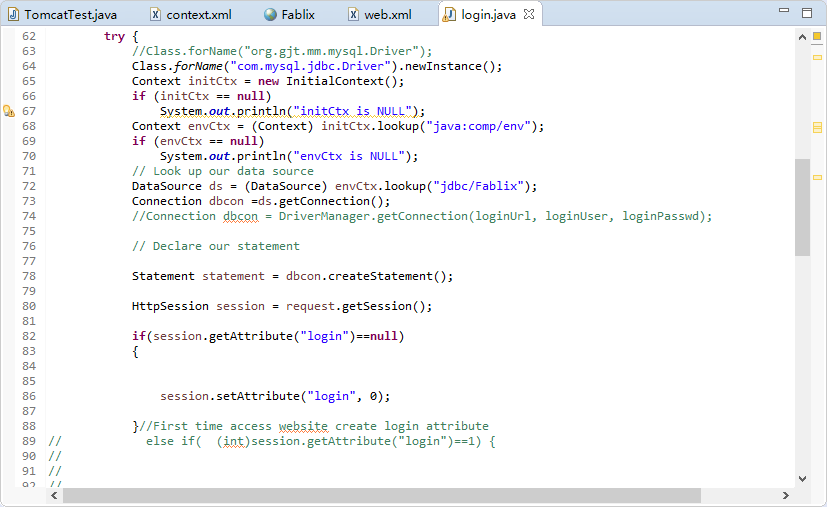 TomcatTest.java context.xml Fablix web.xml login.java
62 try {
63 //Class.forName("org.gjt.mm.mysql.Driver");
64 Class.forName("com.mysql.jdbc.Driver").newInstance();
65 Context initCtx = new InitialContext();
66 if (initCtx == null)
67 System.out.println("initCtx is NULL");
68 Context envCtx = (Context) initCtx.lookup("java:comp/env");
69 if (envCtx == null)
70 System.out.println("envCtx is NULL");
71 // Look up our data source
72 DataSource ds = (DataSource) envCtx.lookup("jdbc/Fablix");
73 Connection dbcon =ds.getConnection();
74 //Connection dbcon = DriverManager.getConnection(loginUrl, loginUser, loginPasswd);
75
76 // Declare our statement
77
78 Statement statement = dbcon.createStatement();
79
80 HttpSession session = request.getSession();
81
82 if(session.getAttribute("login")==null)
83 {
84
85
86 session.setAttribute("login", 0);
87
88 }//First time access website create login attribute
89 // else if( (int)session.getAttribute("login")==1) {
90 //
91 //
92 //